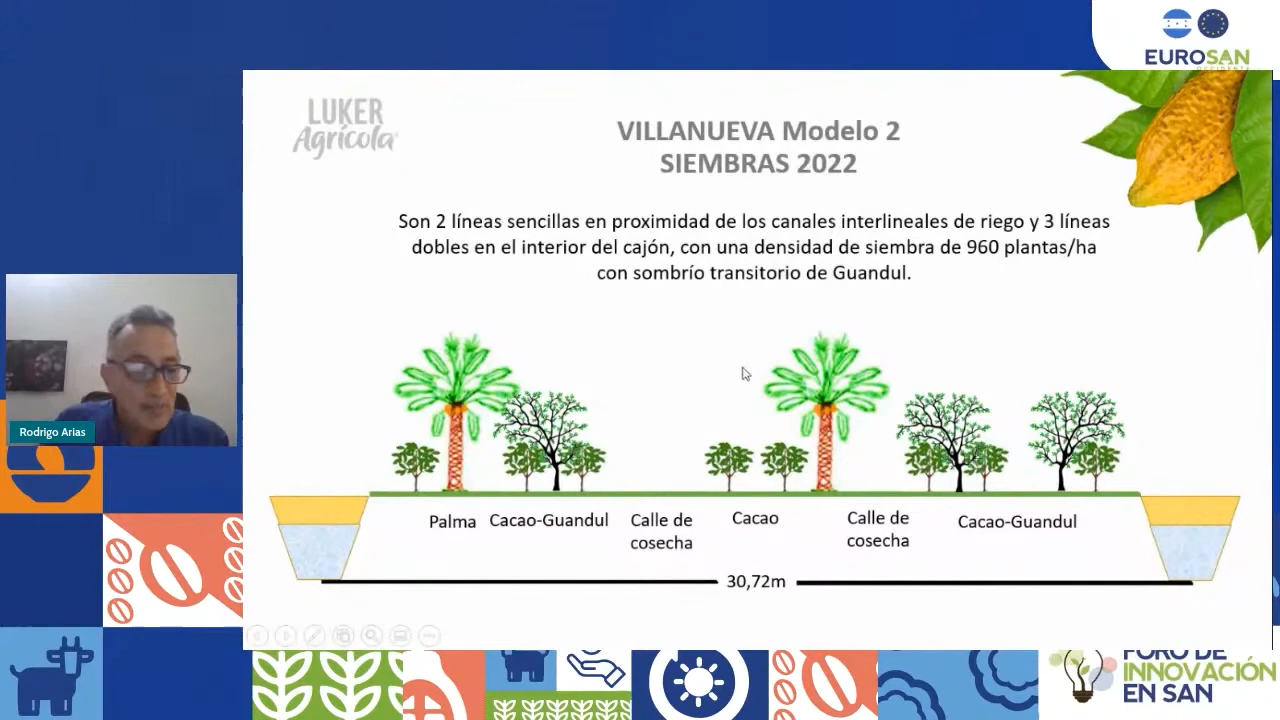 EUROSAN
OCCIDENTE
LUKER
Agrícola
VILLANUEVA Modelo 2
SIEMBRAS 2022
Son 2 líneas sencillas en proximidad de los canales interlineales de riego y 3 líneas
dobles en el interior del cajón, con una densidad de siembra de 960 plantas/ha
con sombrío transitorio de Guandul.
Rodrigo Arias
Palma
Cacao-Guandul
Calle de
cosecha
Cacao
Calle de
cosecha
Cacao-Guandul
30,72m
FORO DE
INNOVACIÓN
EN SAN